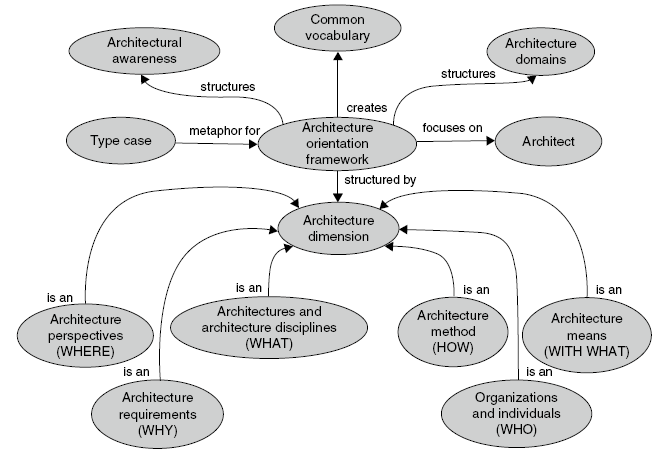 Common
vocabulary
Architectural
awareness
Architecture
domains
structures
structures
creates
Type case
metaphor for
Architecture
orientation
framework
focuses on
Architect
structured by
Architecture
dimension
is an
Architecture
perspectives
(WHERE)
is an
Architectures and
architecture disciplines
(WHAT)
is an
Architecture
method
(HOW)
is an
Architecture
means
(WITH WHAT)
is an
Architecture
requirements
(WHY)
is an
Organizations
and individuals
(WHO)